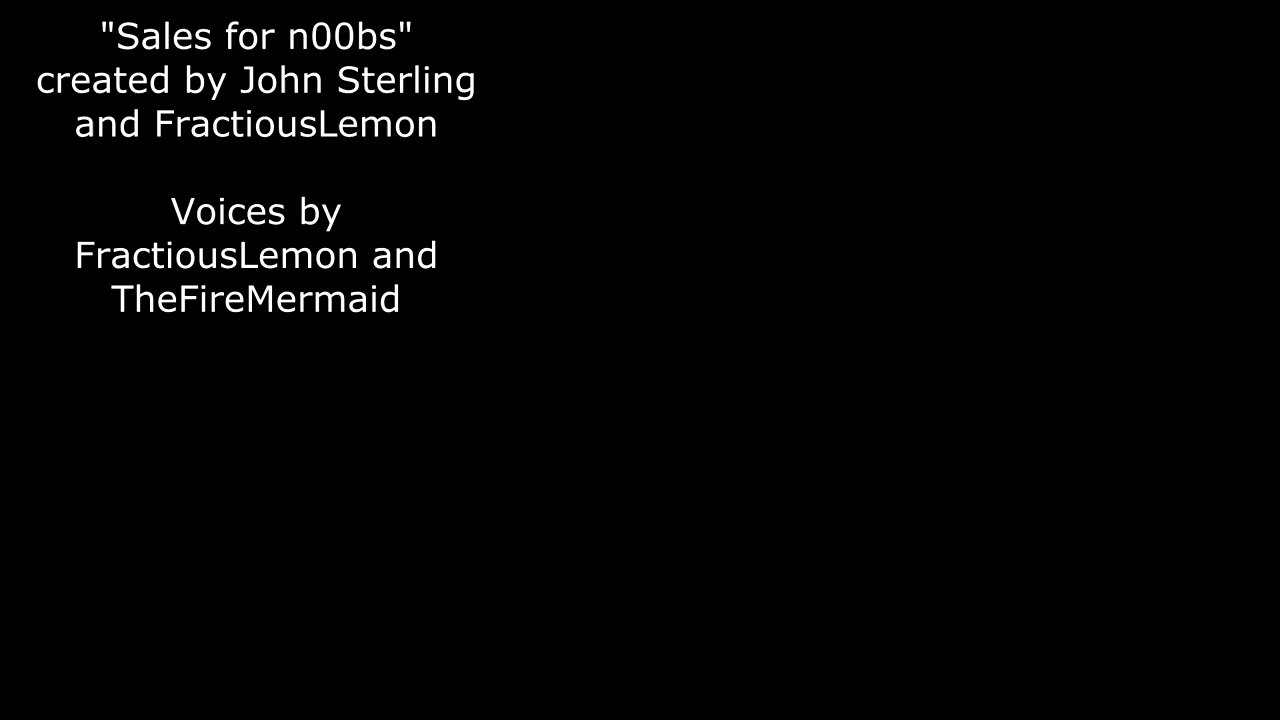 "Sales for n00bs"
created by John Sterling
and FractiousLemon
Voices by
FractiousLemon and
TheFireMermaid